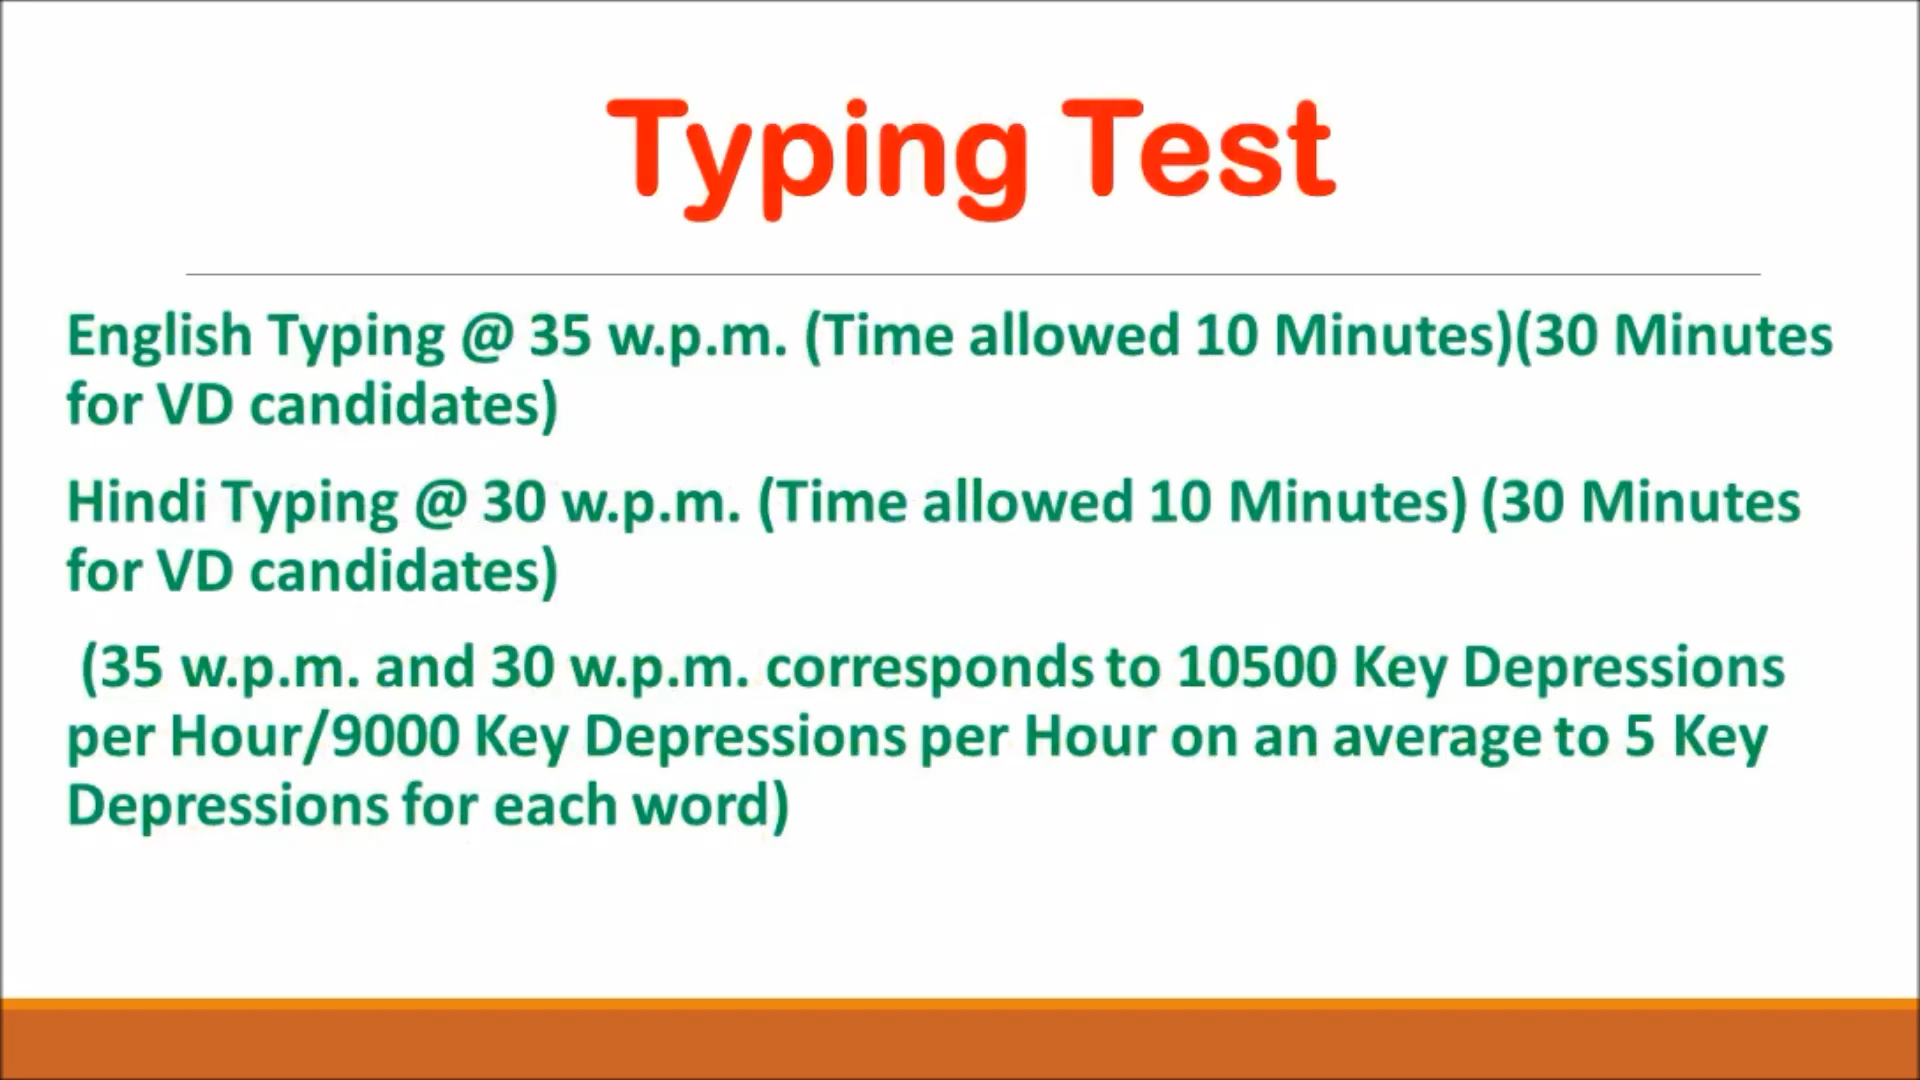 Typing Test
English Typing @ 35 w.p.m. (Time allowed 10 Minutes)(30 Minutes
for VD candidates)
Hindi Typing @ 30 w.p.m. (Time allowed 10 Minutes) (30 Minutes
for VD candidates)
(35 w.p.m. and 30 w.p.m. corresponds to 10500 Key Depressions
per Hour/9000 Key Depressions per Hour on an average to 5 Key
Depressions for each word)